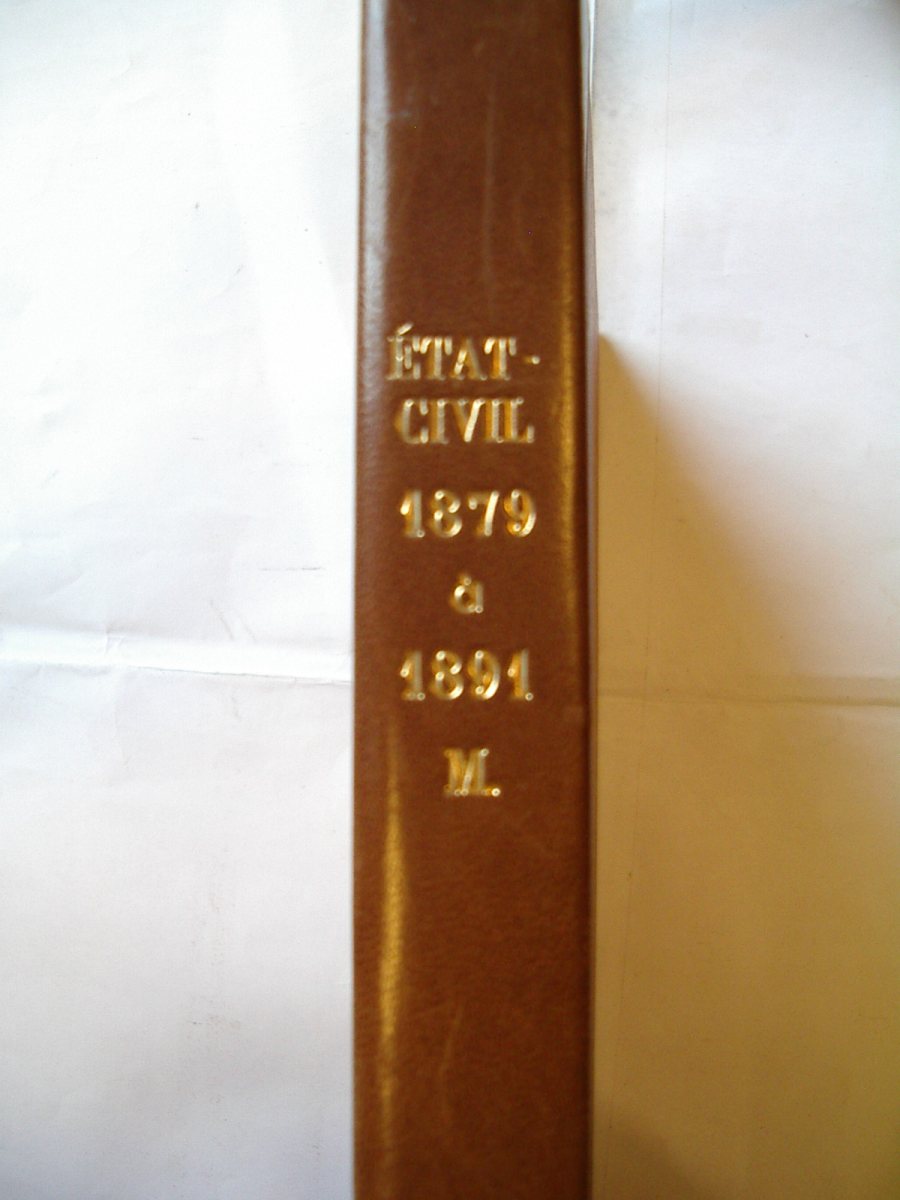 ÉTAT-
CIVIL
1879
à
1891
M.